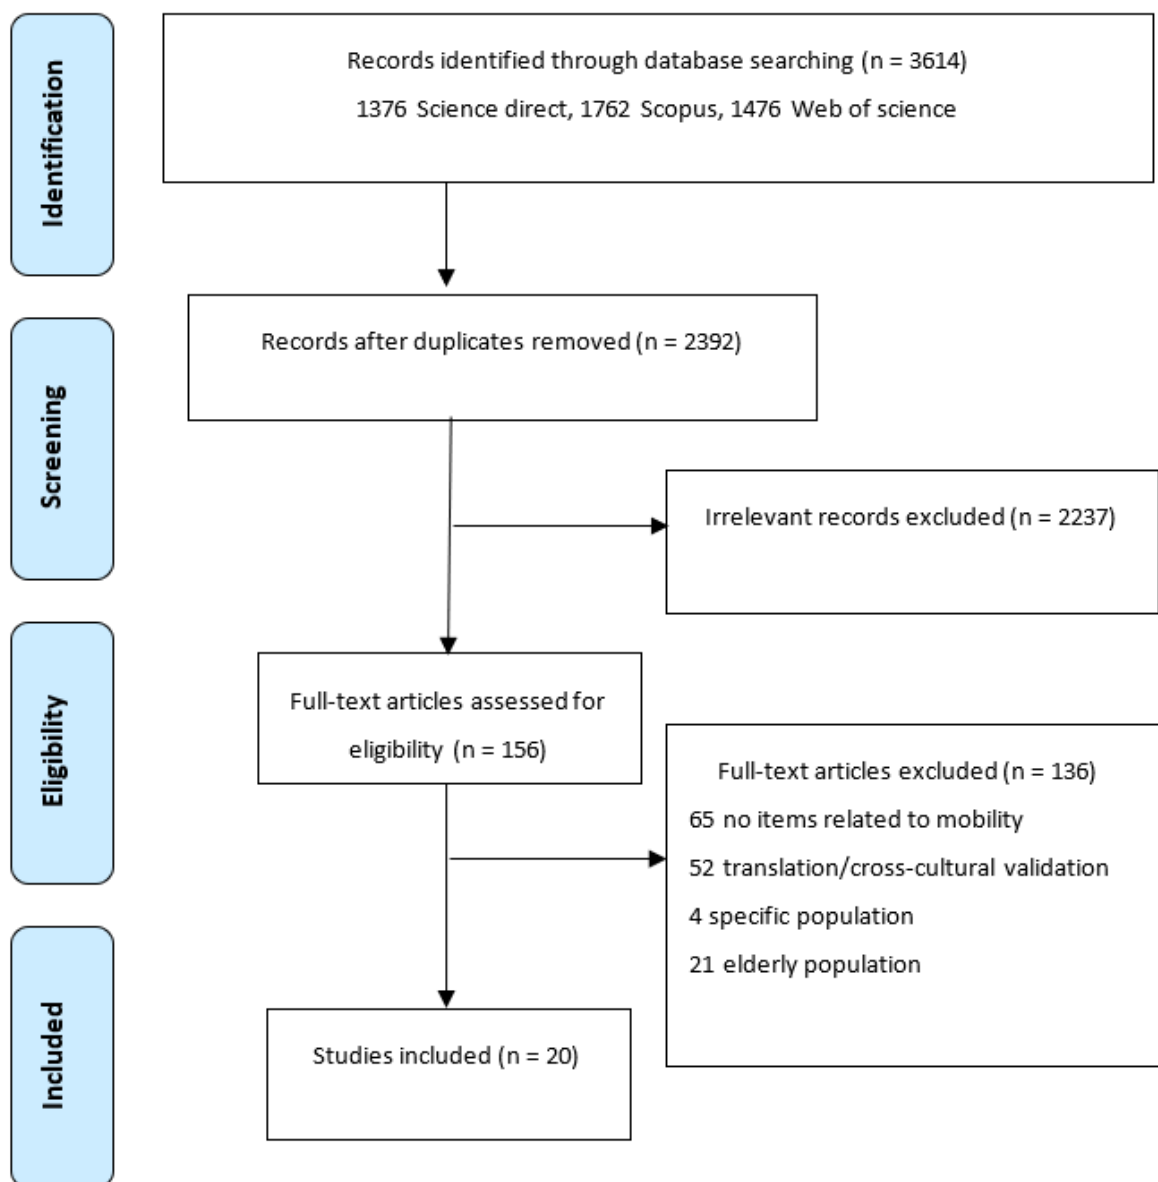 Identification
Records identified through database searching (n = 3614)
1376 Science direct, 1762 Scopus, 1476 Web of science
Screening
Records after duplicates removed (n = 2392)
Irrelevant records excluded (n = 2237)
Eligibility
Full-text articles assessed for
eligibility (n = 156)
Full-text articles excluded (n = 136)
65 no items related to mobility
52 translation/cross-cultural validation
4 specific population
21 elderly population
Included
Studies included (n = 20)